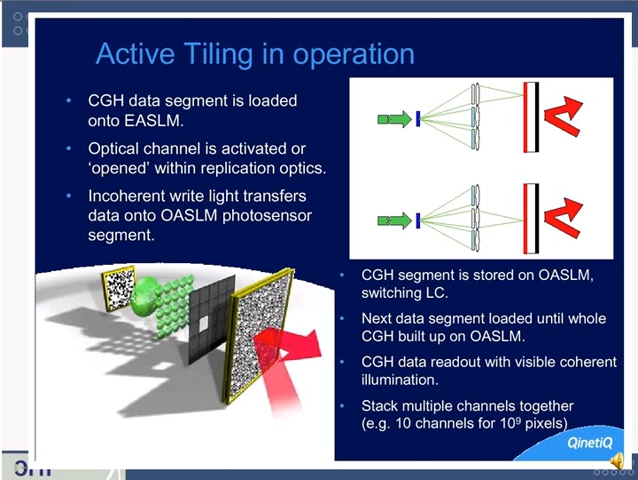 Active Tiling in operation
• CGH data segment is loaded
onto EASLM.
• Optical channel is activated or
‘opened’ within replication optics.
• Incoherent write light transfers
data onto OASLM photosensor
segment.
• CGH segment is stored on OASLM,
switching LC.
• Next data segment loaded until whole
CGH built up on OASLM.
• CGH data readout with visible coherent
illumination.
• Stack multiple channels together
(e.g. 10 channels for 10⁹ pixels)
QinetiQ